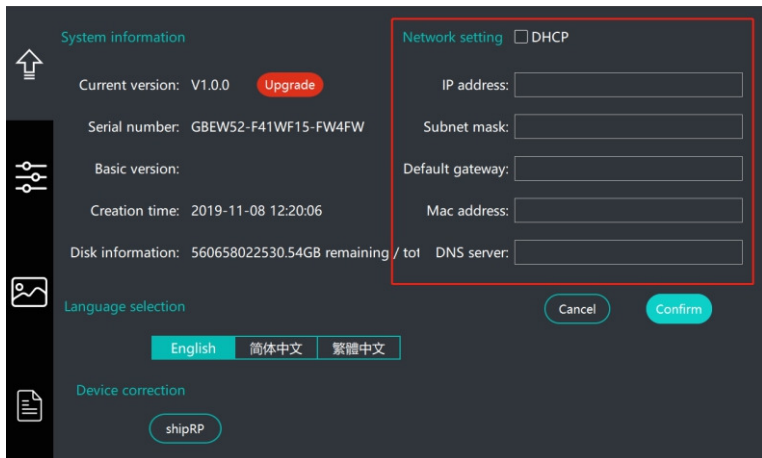 System information
Current version: V1.0.0 Upgrade
Serial number: GBEW52-F41WF15-FW4FW
Basic version:
Creation time: 2019-11-08 12:20:06
Disk information: 560658022530.54GB remaining / tot
Network setting DHCP
IP address:
Subnet mask:
Default gateway:
Mac address:
DNS server:
Cancel Confirm
Language selection
English 简体中文 繁體中文
Device correction
shipRP